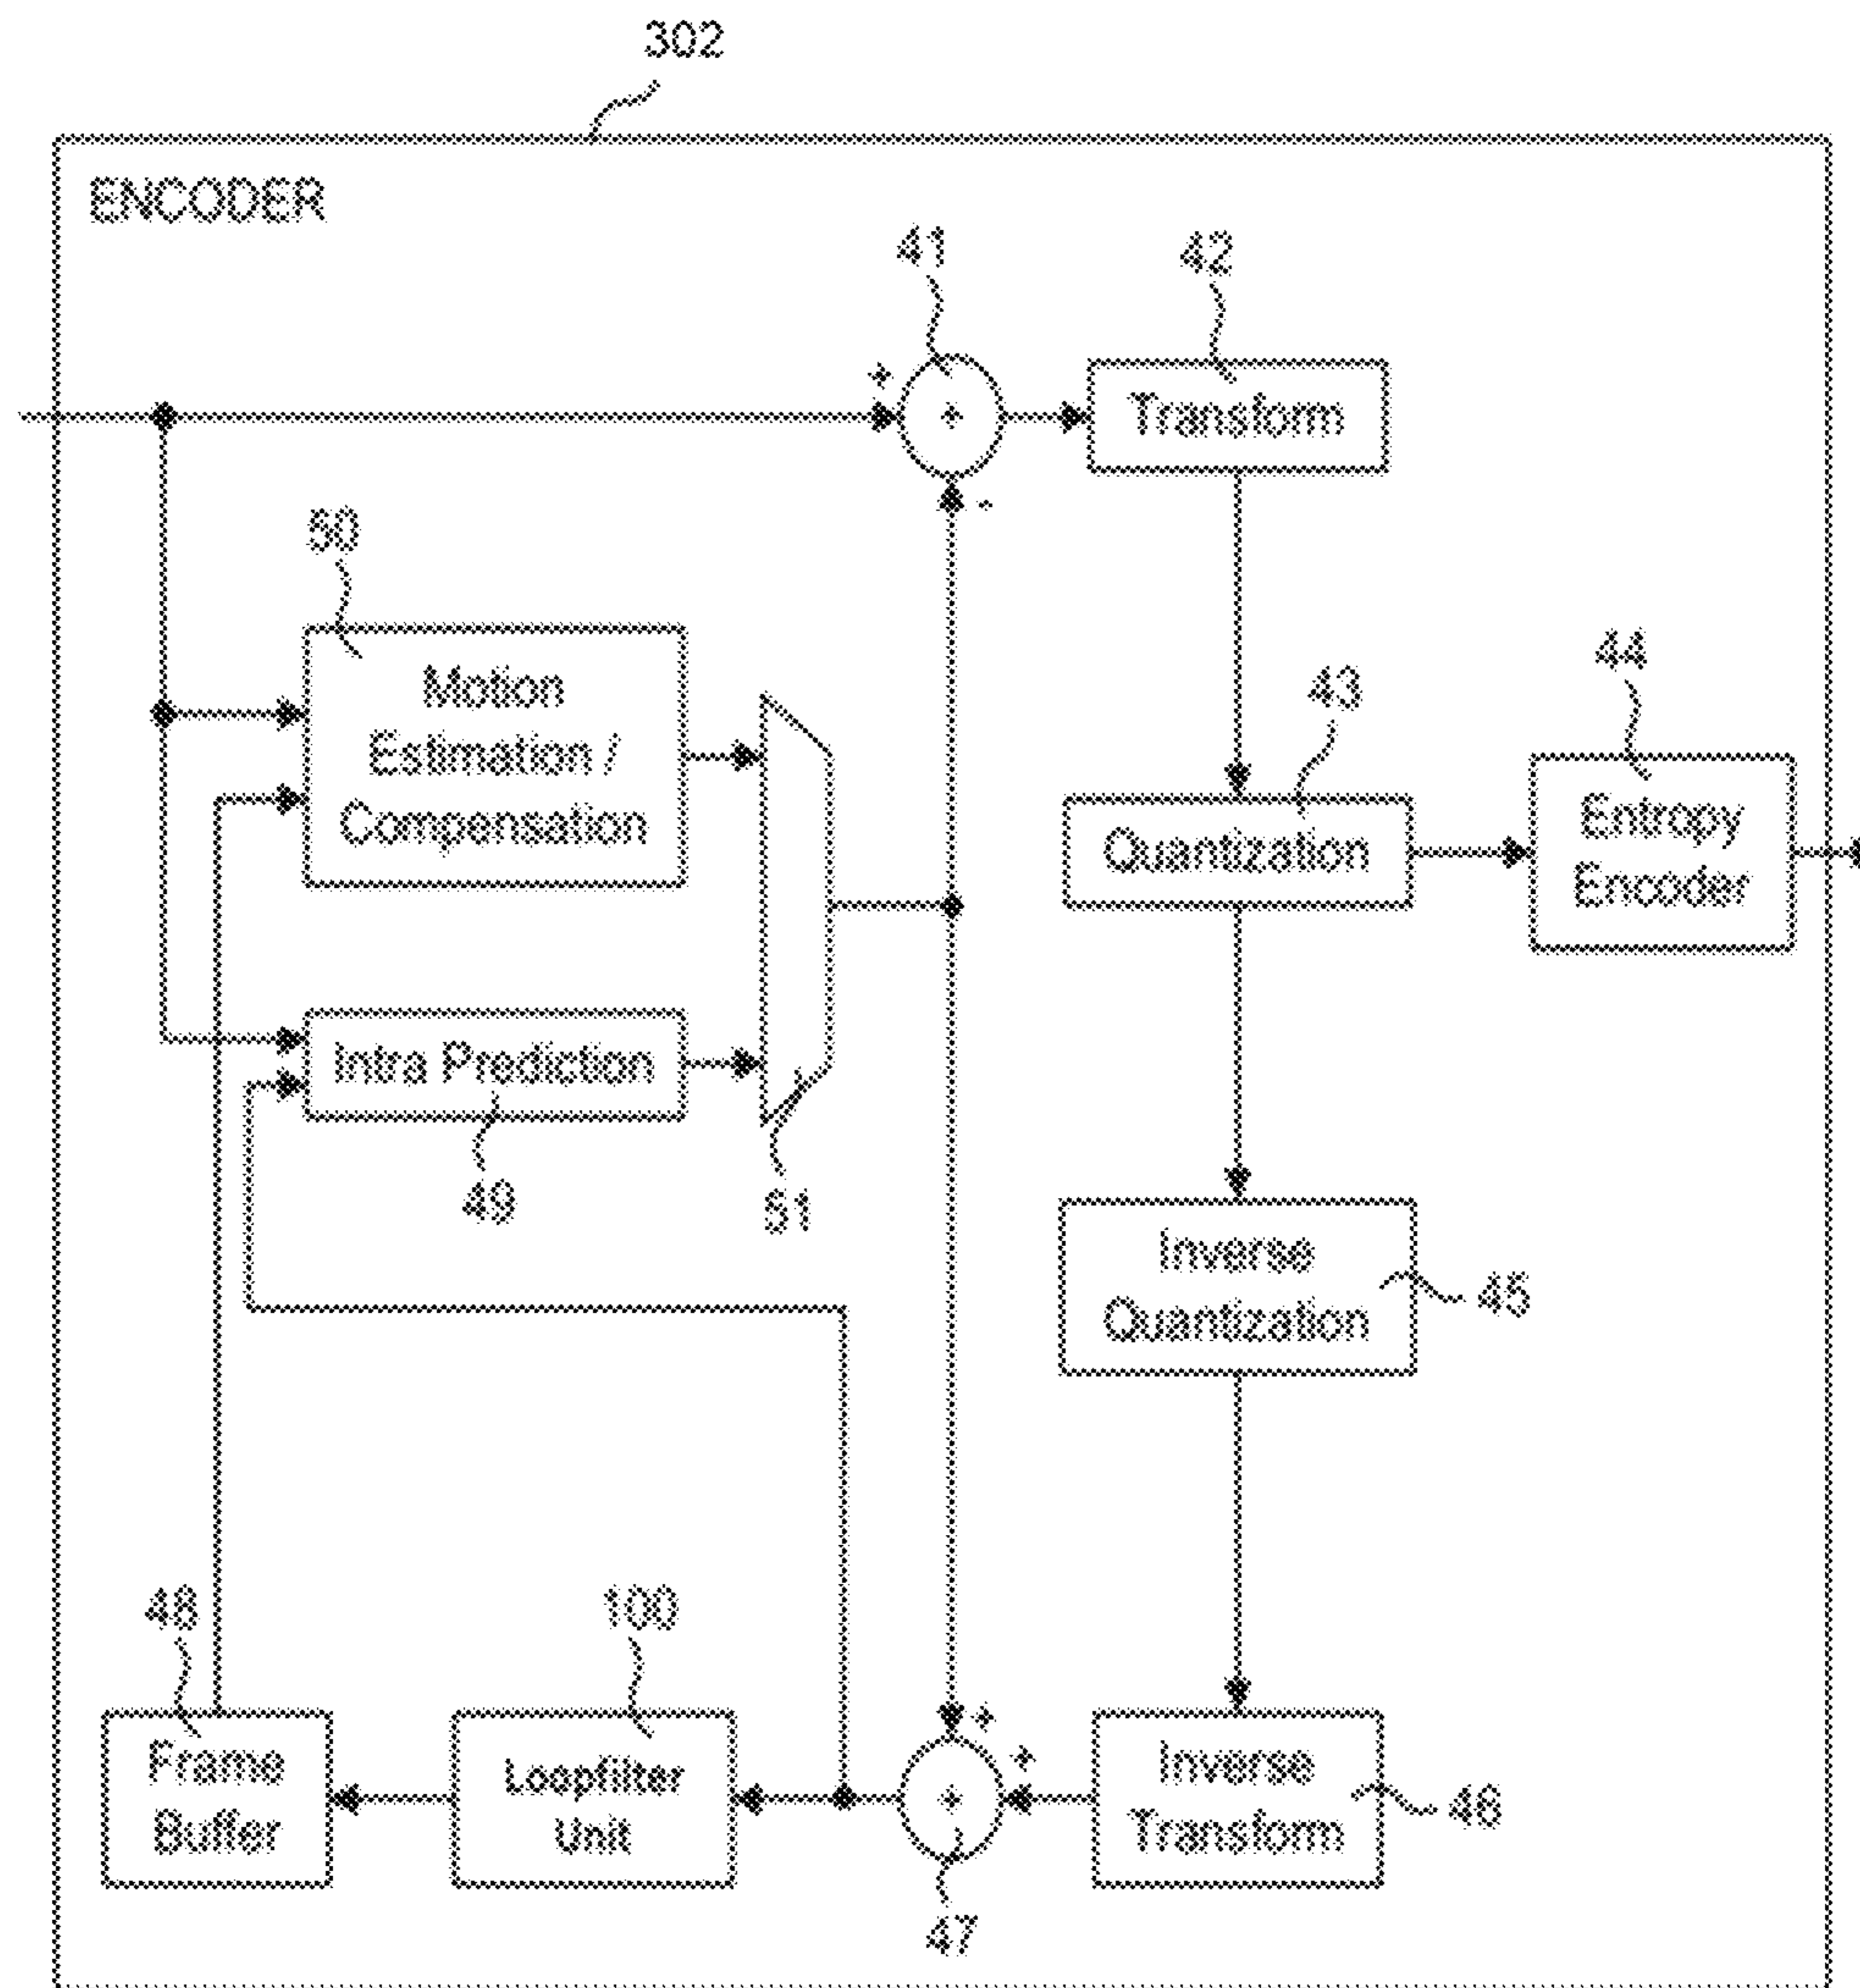 302
ENCODER
41
42
+
+
Transform
-
50
Motion
Estimation /
Compensation
43
44
Quantization
Entropy
Encoder
Intra Prediction
49
51
Inverse
Quantization
45
48
100
+
+
Frame
Buffer
Loopfilter
Unit
+
Inverse
Transform
46
47